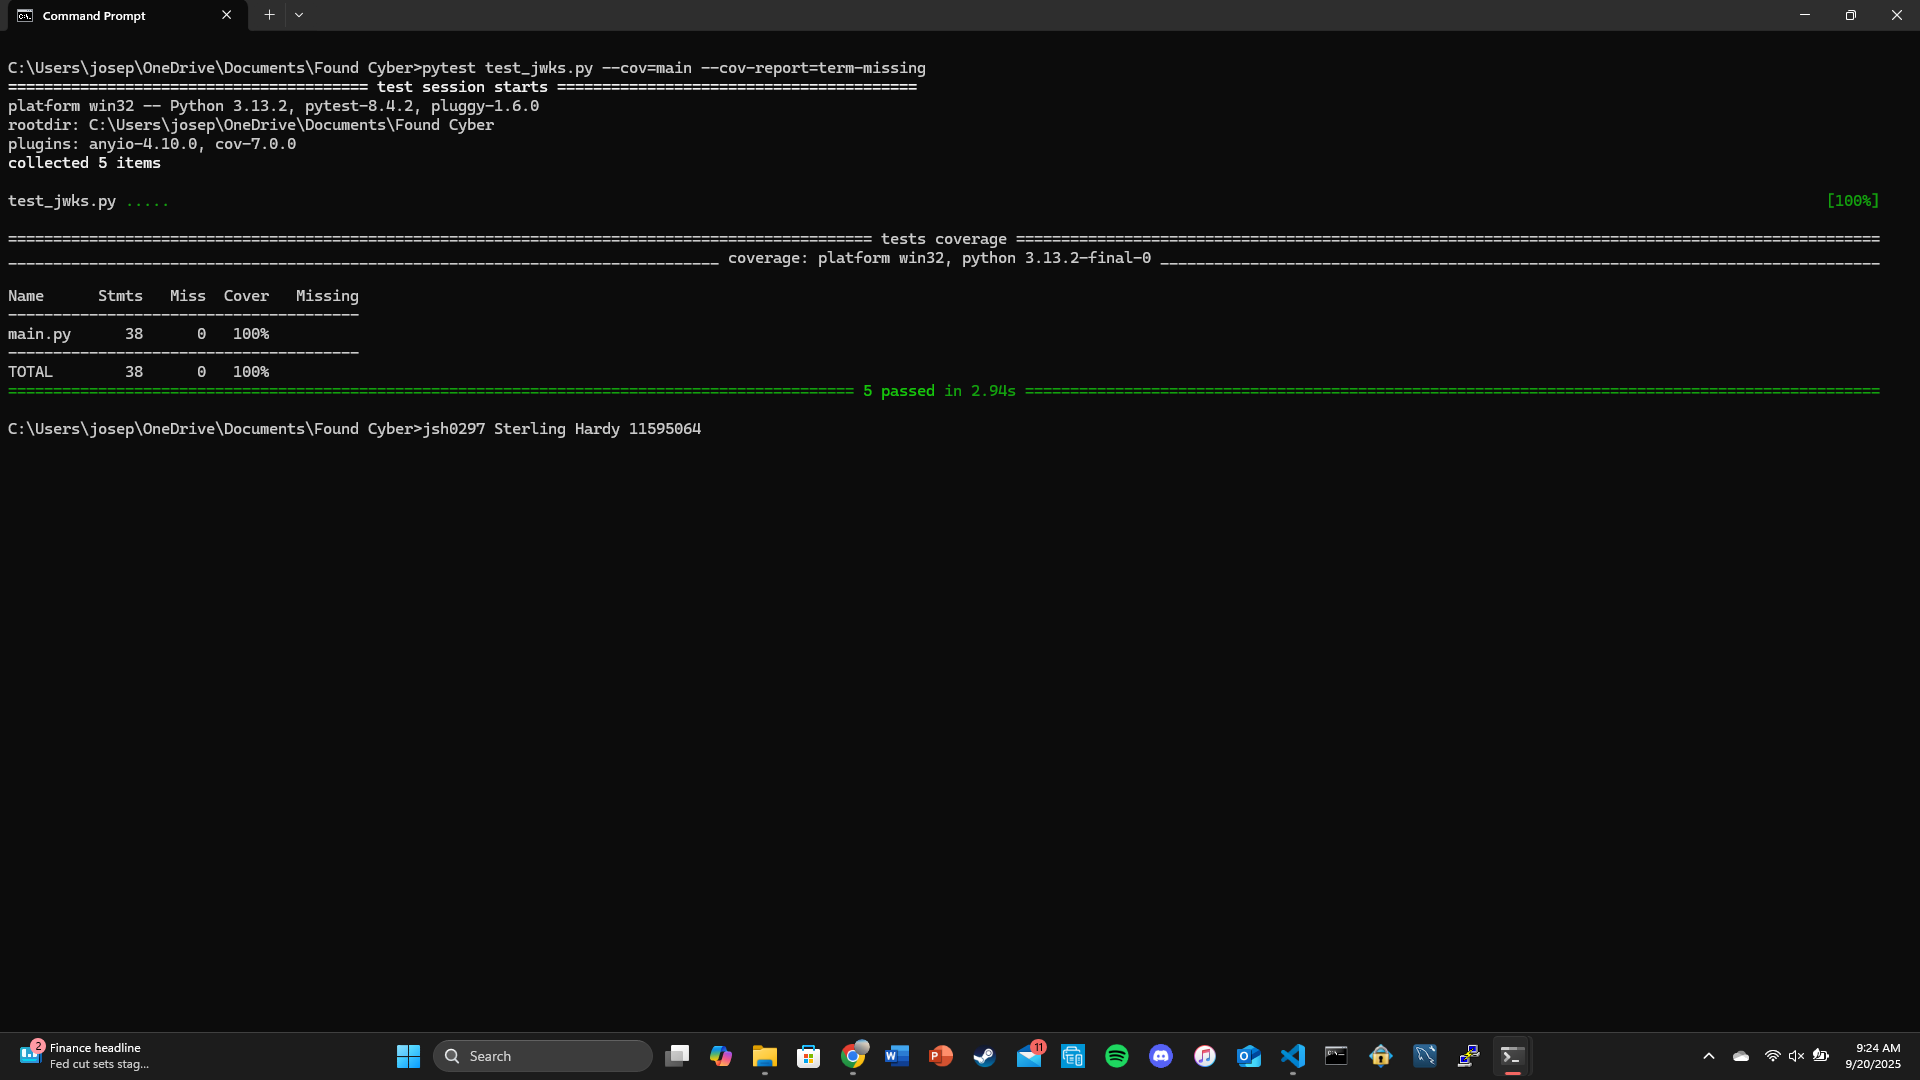 Command Prompt
C:\Users\josep\OneDrive\Documents\Found Cyber>pytest test_jwks.py --cov=main --cov-report=term-missing
======================================== test session starts ========================================
platform win32 -- Python 3.13.2, pytest-8.4.2, pluggy-1.6.0
rootdir: C:\Users\josep\OneDrive\Documents\Found Cyber
plugins: anyio-4.10.0, cov-7.0.0
collected 5 items
test_jwks.py ..... [100%]
================================================================================================ tests coverage ================================================================================================
_______________________________________________________________________________ coverage: platform win32, python 3.13.2-final-0 ________________________________________________________________________________
Name      Stmts   Miss  Cover   Missing
---------------------------------------
main.py      38      0   100%
---------------------------------------
TOTAL        38      0   100%
============================================================================================== 5 passed in 2.94s ===============================================================================================
C:\Users\josep\OneDrive\Documents\Found Cyber>jsh0297 Sterling Hardy 11595064
2
Finance headline
Fed cut sets stag...
Search
11
9:24 AM
9/20/2025